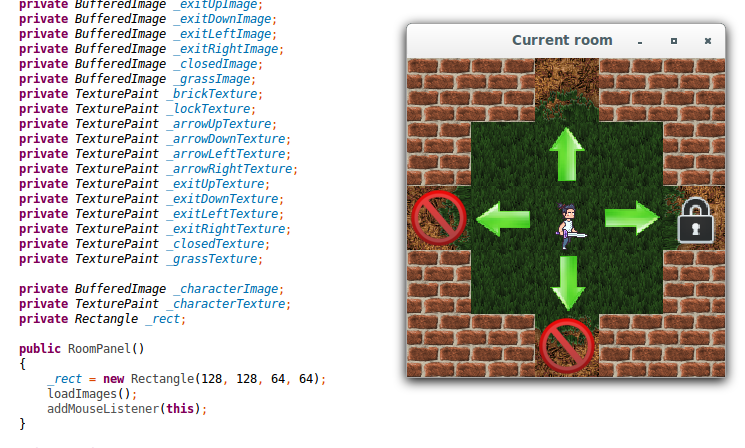 private BufferedImage _exitUpImage;
private BufferedImage _exitDownImage;
private BufferedImage _exitLeftImage;
private BufferedImage _exitRightImage;
private BufferedImage _closedImage;
private BufferedImage _grassImage;
private TexturePaint _brickTexture;
private TexturePaint _lockTexture;
private TexturePaint _arrowUpTexture;
private TexturePaint _arrowDownTexture;
private TexturePaint _arrowLeftTexture;
private TexturePaint _arrowRightTexture;
private TexturePaint _exitUpTexture;
private TexturePaint _exitDownTexture;
private TexturePaint _exitLeftTexture;
private TexturePaint _exitRightTexture;
private TexturePaint _closedTexture;
private TexturePaint _grassTexture;

private BufferedImage _characterImage;
private TexturePaint _characterTexture;
private Rectangle _rect;

public RoomPanel()
{
    _rect = new Rectangle(128, 128, 64, 64);
    loadImages();
    addMouseListener(this);
}
Current room